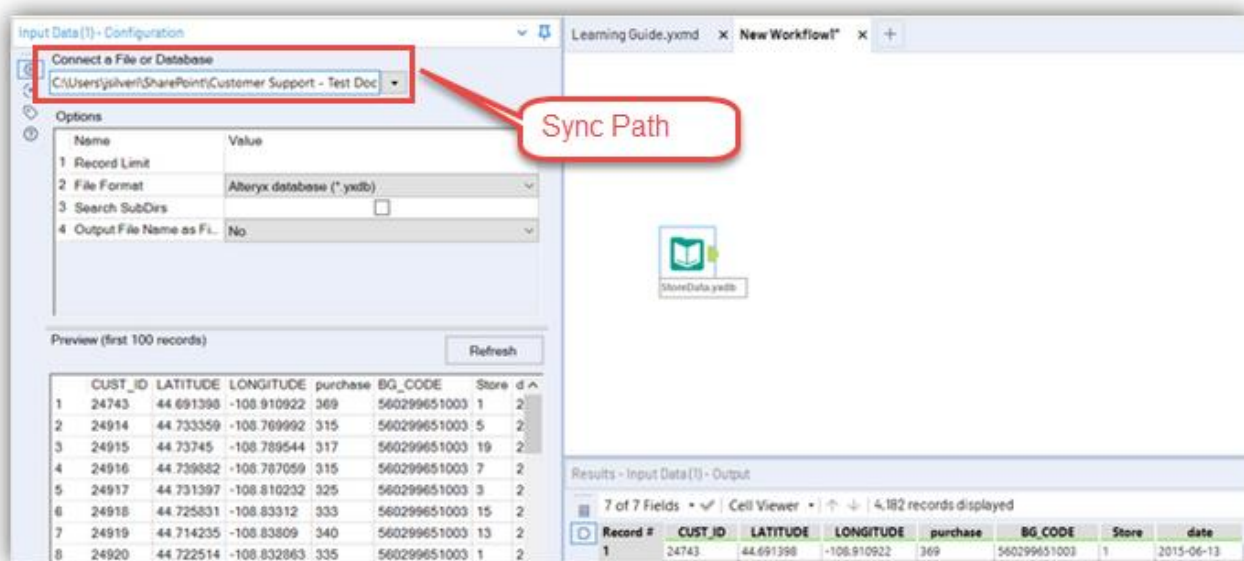 Input Data (1) - Configuration
Connect a File or Database
C:\Users\jsilveri\SharePoint\Customer Support - Test Doc
Options
Name Value
1 Record Limit
2 File Format Alteryx database (*.yxdb)
3 Search SubDirs
4 Output File Name as Fi... No
Preview (first 100 records)
Refresh
CUST_ID LATITUDE LONGITUDE purchase BG_CODE Store d
1 24743 44.691398 -108.910922 369 560299651003 1 2
2 24914 44.733359 -108.769992 315 560299651003 5 2
3 24915 44.73745 -108.789544 317 560299651003 19 2
4 24916 44.739882 -108.787059 315 560299651003 7 2
5 24917 44.731397 -108.810232 325 560299651003 3 2
6 24918 44.725831 -108.83312 333 560299651003 15 2
7 24919 44.714235 -108.83809 340 560299651003 13 2
8 24920 44.722514 -108.832863 335 560299651003 1 2
Sync Path
Learning Guide.yxmd x New Workflow1* x +
StoreData.yxdb
Results - Input Data (1) - Output
7 of 7 Fields Cell Viewer 4,182 records displayed
Record # CUST_ID LATITUDE LONGITUDE purchase BG_CODE Store date
1 24743 44.691398 -108.910922 369 560299651003 1 2015-06-13